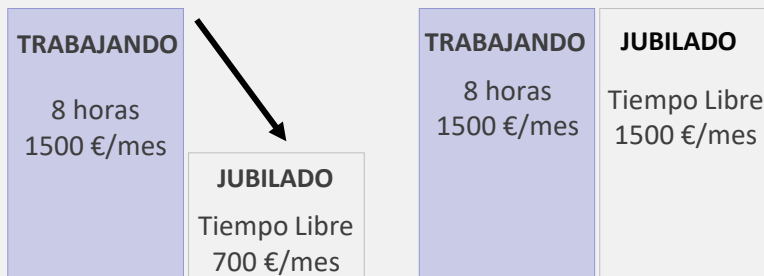 TRABAJANDO
8 horas
1500 €/mes
JUBILADO
Tiempo Libre
700 €/mes
TRABAJANDO
8 horas
1500 €/mes
JUBILADO
Tiempo Libre
1500 €/mes